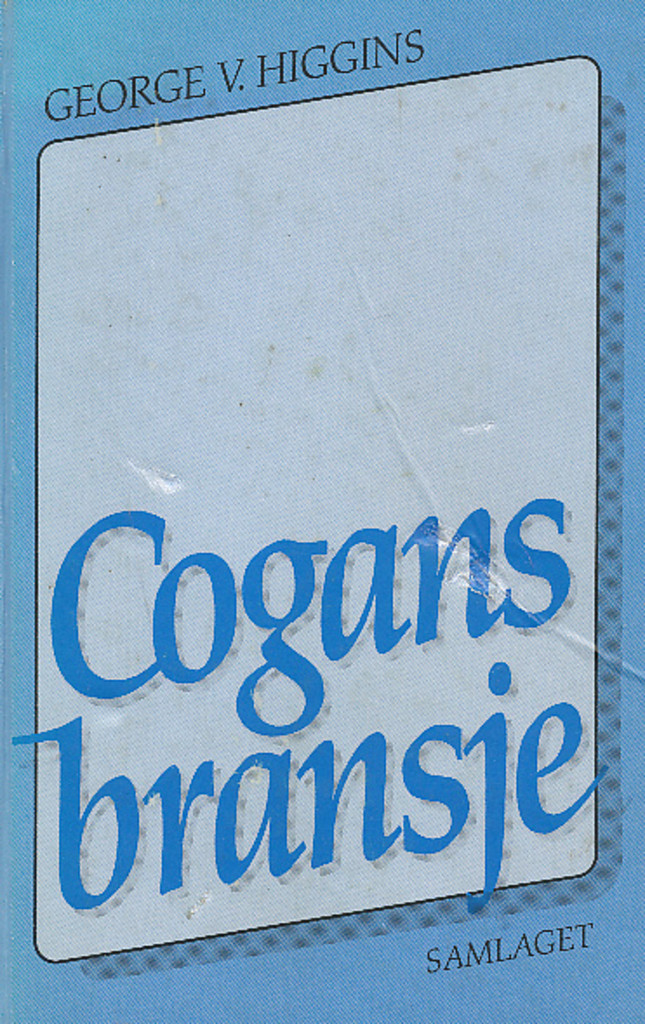 GEORGE V. HIGGINS
Cogans
bransje
SAMLAGET